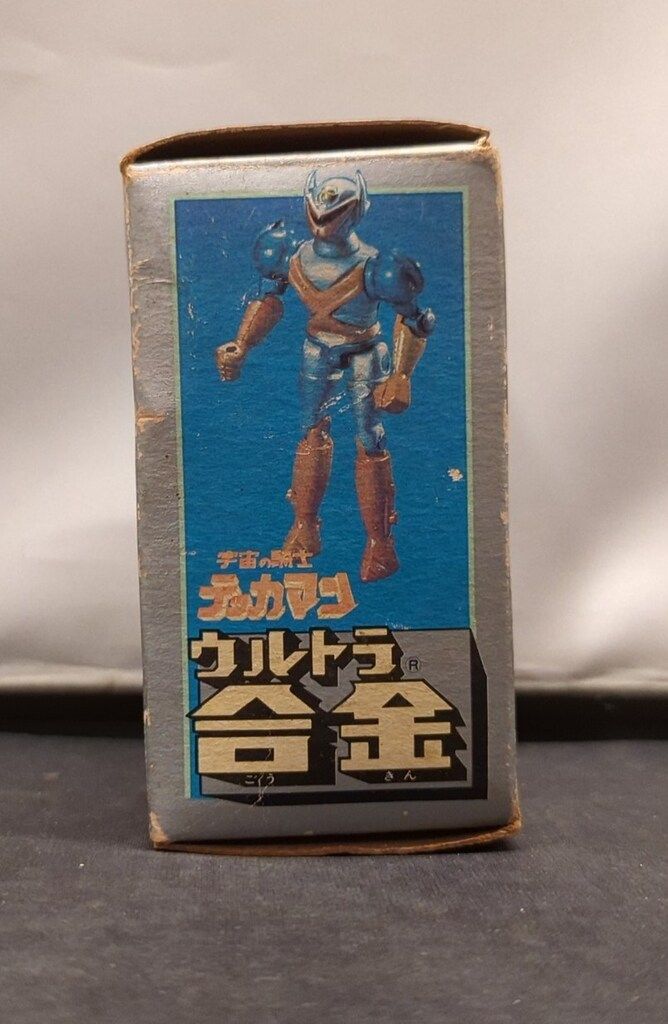 宇宙の騎士
テッカマン
ウルトラ®
合金
ごうきん